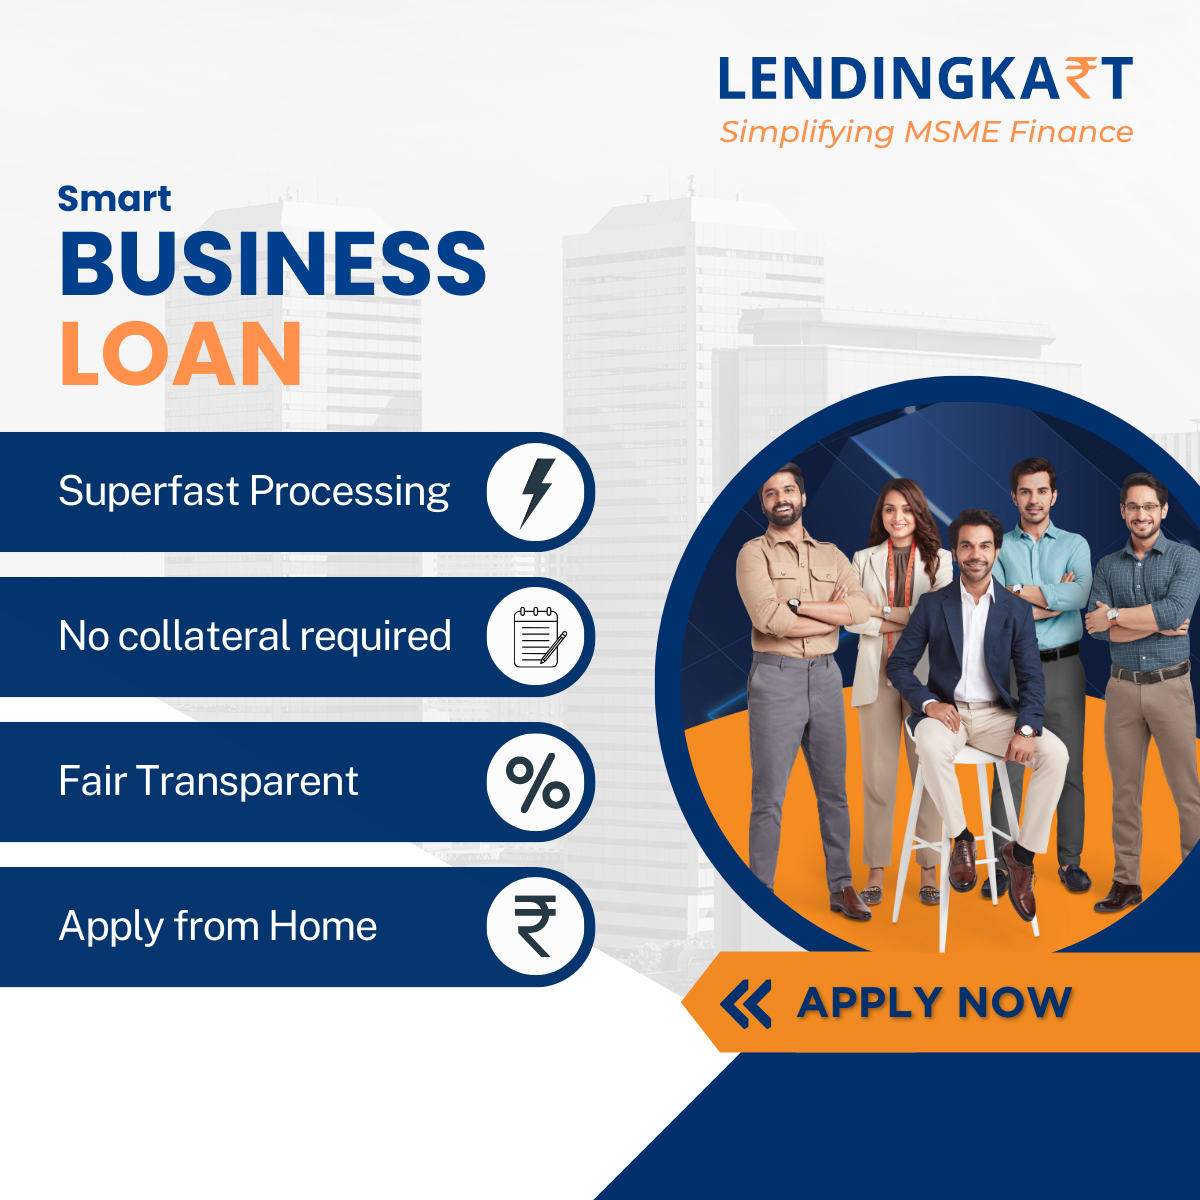 LENDINGKA₹T
Simplifying MSME Finance
Smart
BUSINESS
LOAN
Superfast Processing
No collateral required
Fair Transparent
%
Apply from Home
₹
APPLY NOW